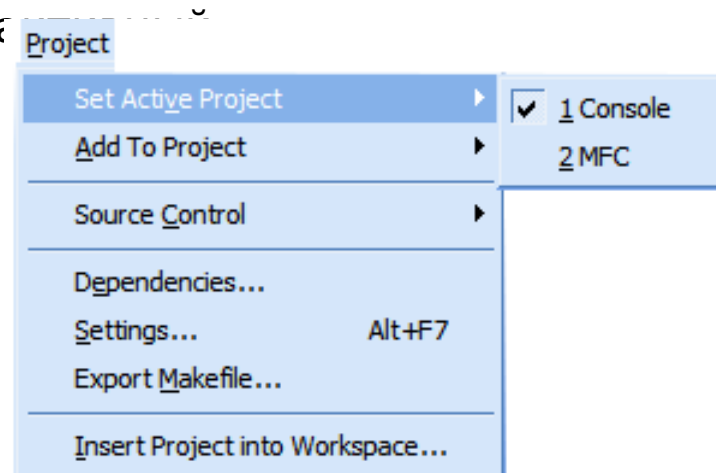 Project
Set Active Project
1 Console
2 MFC
Add To Project
Source Control
Dependencies...
Settings... Alt+F7
Export Makefile...
Insert Project into Workspace...